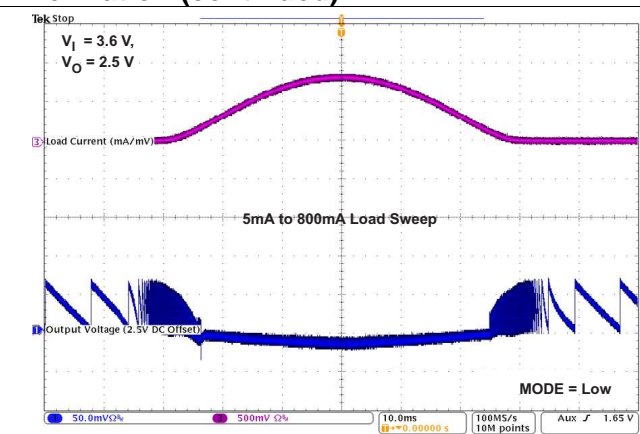 Tek Stop
V_I = 3.6 V,
V_O = 2.5 V
T
3 Load Current (mA/mV)
5mA to 800mA Load Sweep
1 Output Voltage (2.5V DC Offset)
MODE = Low
1 50.0mVΩ 3 500mV Ω 10.0ms 100MS/s Aux 1.65 V
T 0.00000 s 10M points